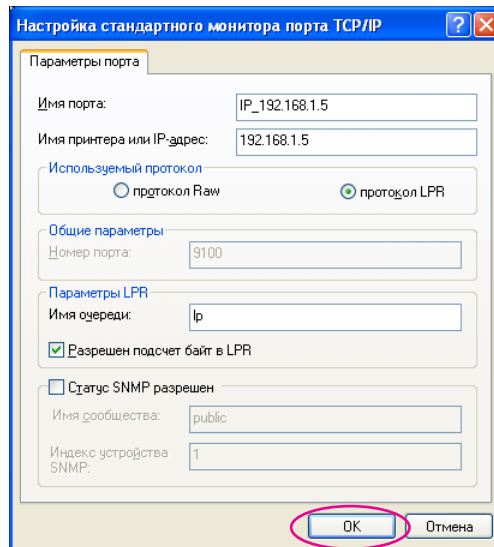 Настройка стандартного монитора порта TCP/IP
Параметры порта
Имя порта: IP_192.168.1.5
Имя принтера или IP-адрес: 192.168.1.5
Используемый протокол
протокол Raw протокол LPR
Общие параметры
Номер порта: 9100
Параметры LPR
Имя очереди: lp
Разрешен подсчет байт в LPR
Статус SNMP разрешен
Имя сообщества: public
Индекс устройства SNMP: 1
OK Отмена